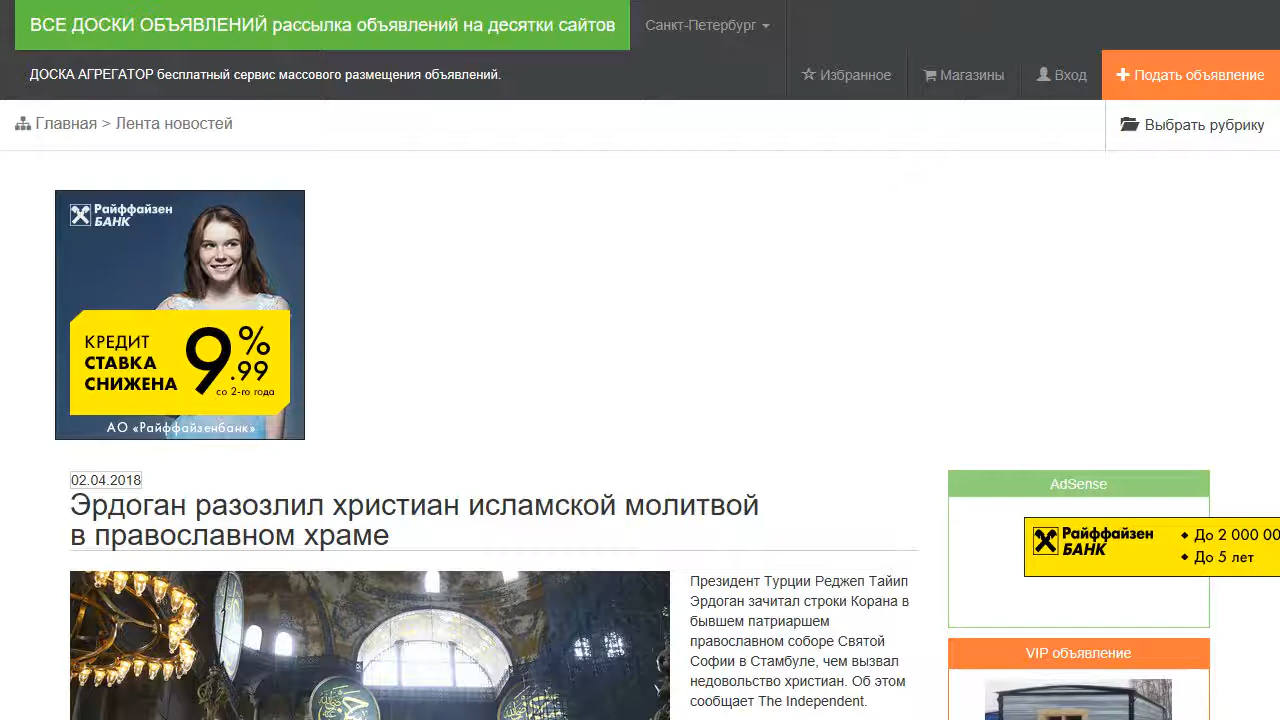 ВСЕ ДОСКИ ОБЪЯВЛЕНИЙ рассылка объявлений на десятки сайтов
Санкт-Петербург
ДОСКА АГРЕГАТОР бесплатный сервис массового размещения объявлений.
Избранное
Магазины
Вход
Подать объявление
Главная > Лента новостей
Выбрать рубрику
Райффайзен
БАНК
КРЕДИТ
СТАВКА
СНИЖЕНА
9.99%
со 2-го года
АО «Райффайзенбанк»
02.04.2018
Эрдоган разозлил христиан исламской молитвой
в православном храме
Президент Турции Реджеп Тайип
Эрдоган зачитал строки Корана в
бывшем патриаршем
православном соборе Святой
Софии в Стамбуле, чем вызвал
недовольство христиан. Об этом
сообщает The Independent.
AdSense
Райффайзен
БАНК
До 2 000 00
До 5 лет
VIP объявление